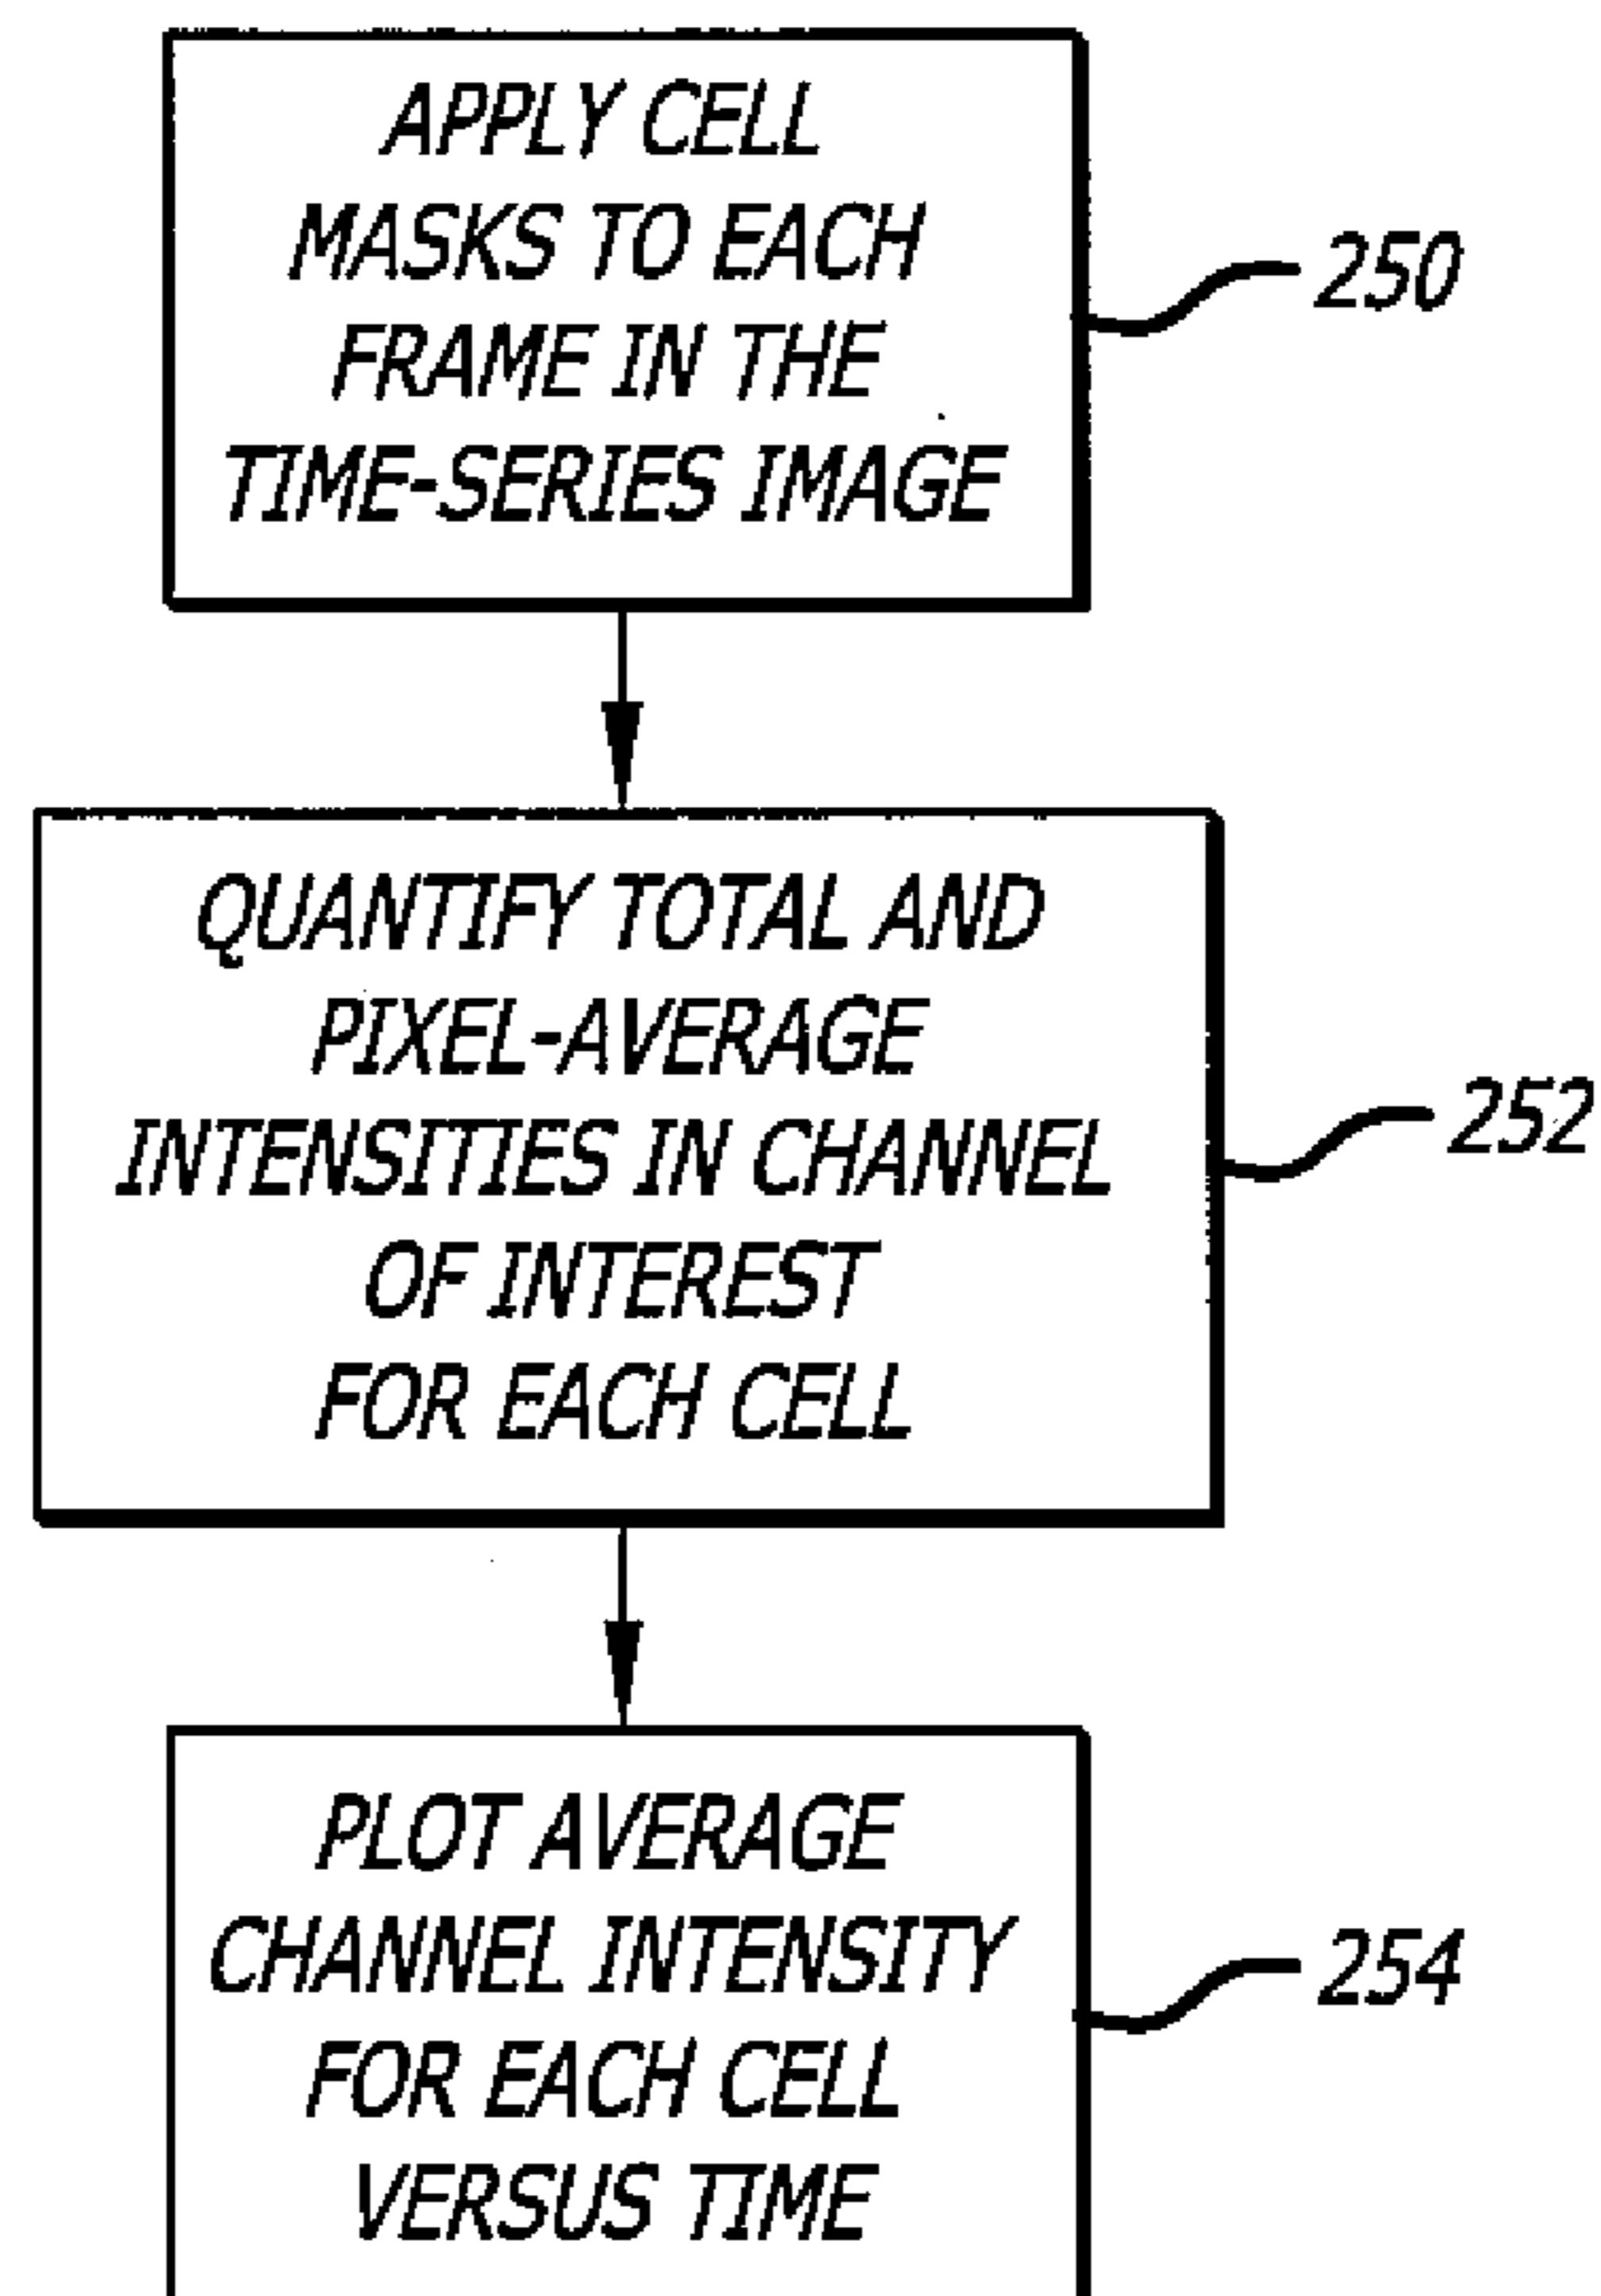 APPLY CELL
MASKS TO EACH
FRAME IN THE
TIME-SERIES IMAGE
250
QUANTIFY TOTAL AND
PIXEL-AVERAGE
INTENSITIES IN CHANNEL
OF INTEREST
FOR EACH CELL
252
PLOT AVERAGE
CHANNEL INTENSITY
FOR EACH CELL
VERSUS TIME
254